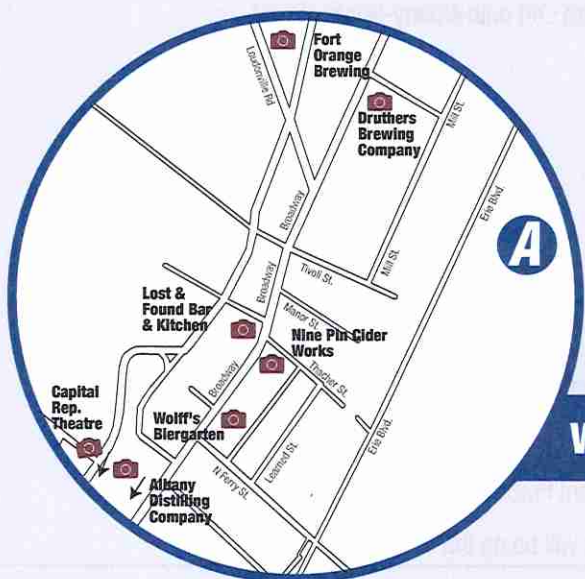 Fort
Orange
Brewing
Loudonville Rd
Druthers
Brewing
Company
Mill St.
Erie Blvd.
Broadway
A
Tivoli St.
Mill St.
Broadway
Lost &
Found Bar
& Kitchen
Manor St.
Nine Pin Cider
Works
Thacher St.
Broadway
Capital
Rep.
Theatre
Wolff's
Biergarten
Erie Blvd.
Learned St.
N Ferry St.
Albany
Distilling
Company